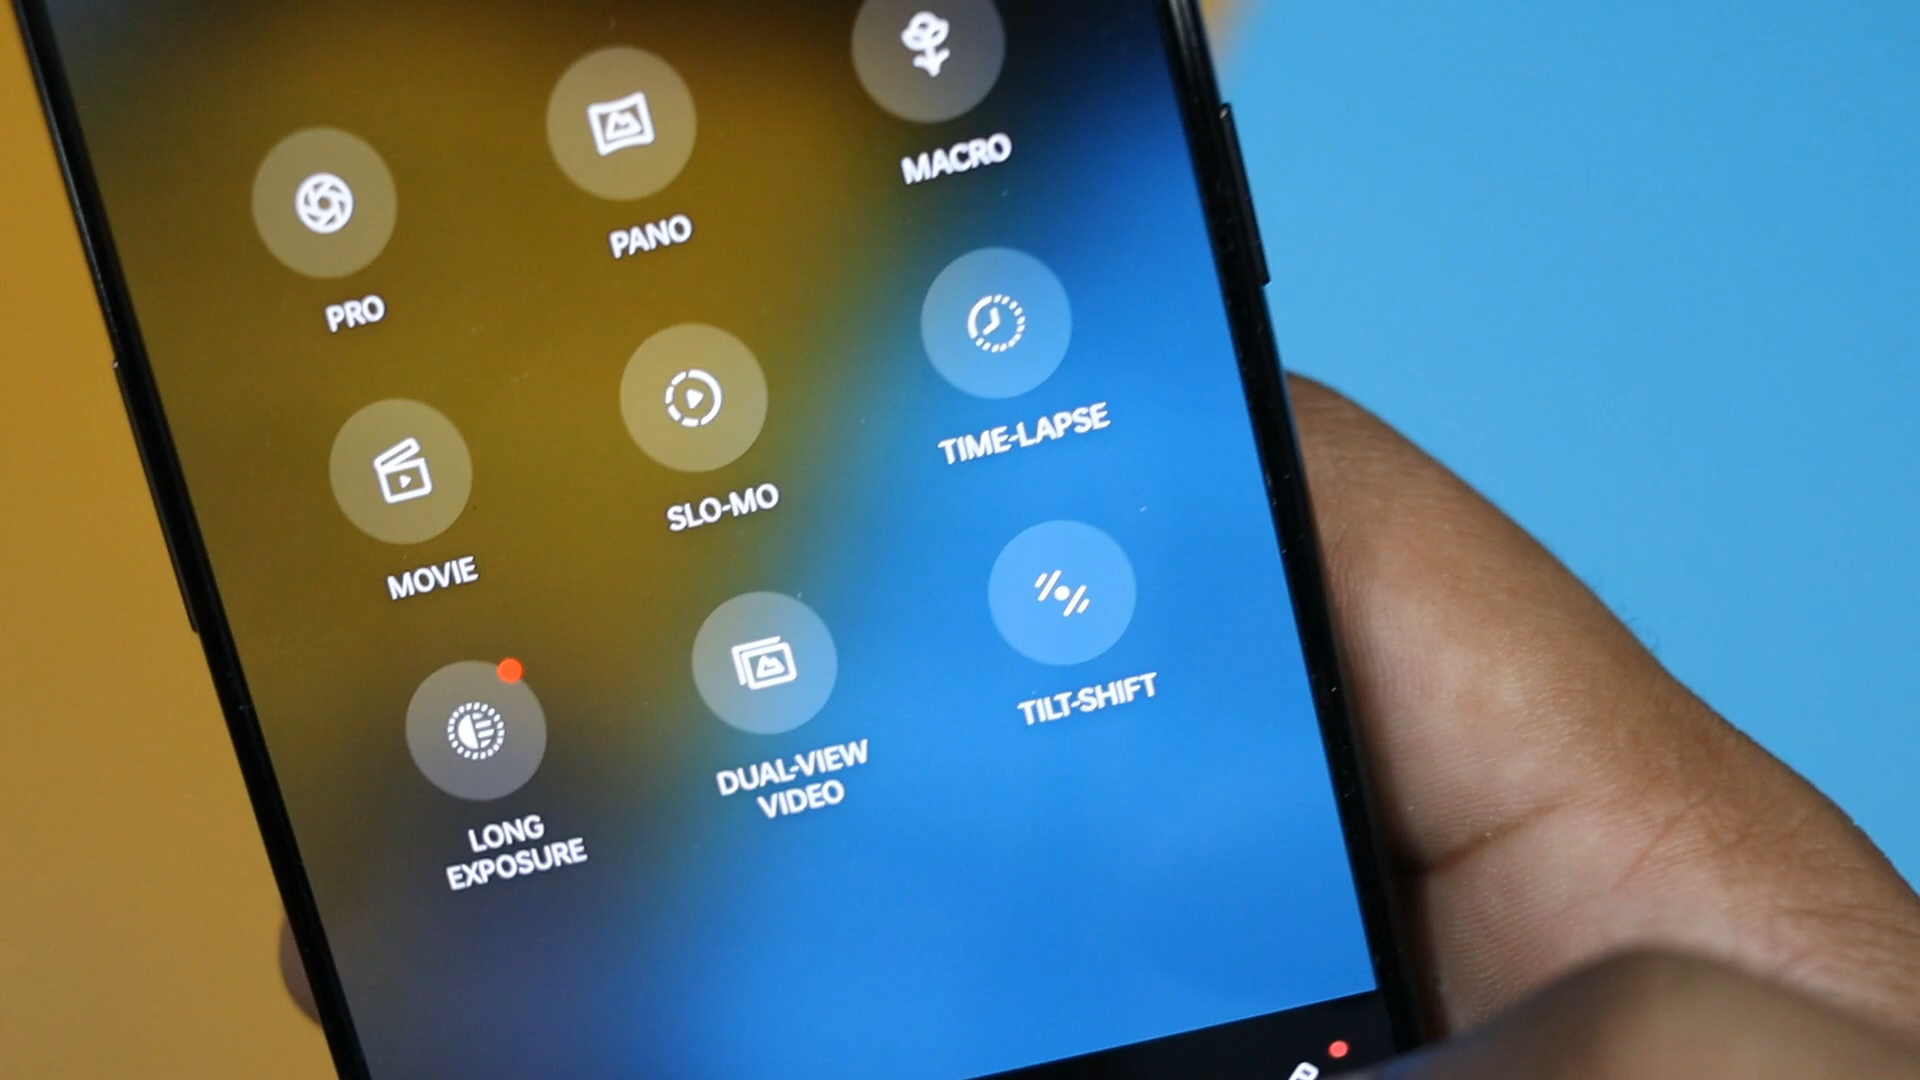 PRO
PANO
MACRO
MOVIE
SLO-MO
TIME-LAPSE
LONG
EXPOSURE
DUAL-VIEW
VIDEO
TILT-SHIFT